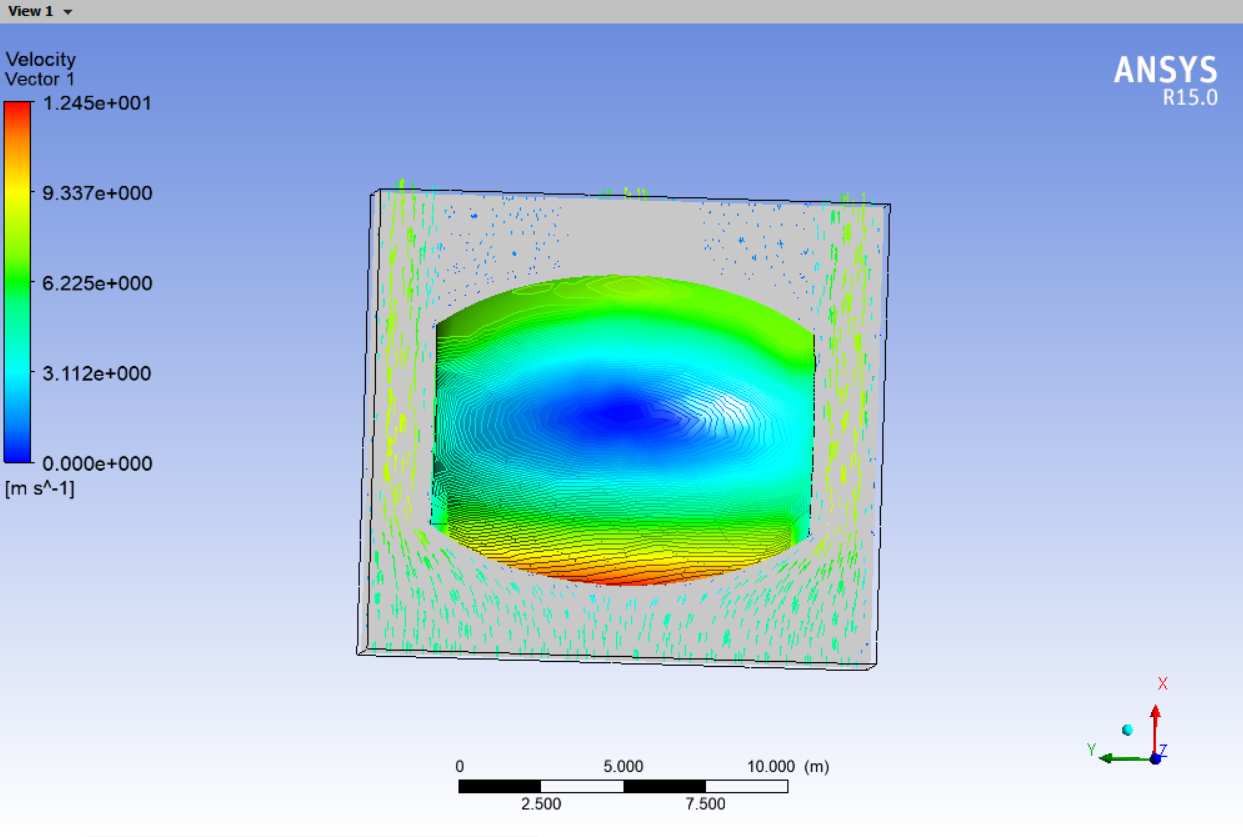 View 1
Velocity
Vector 1
1.245e+001
9.337e+000
6.225e+000
3.112e+000
0.000e+000
[m s^-1]
ANSYS
R15.0
X
Y
Z
0 5.000 10.000 (m)
2.500 7.500